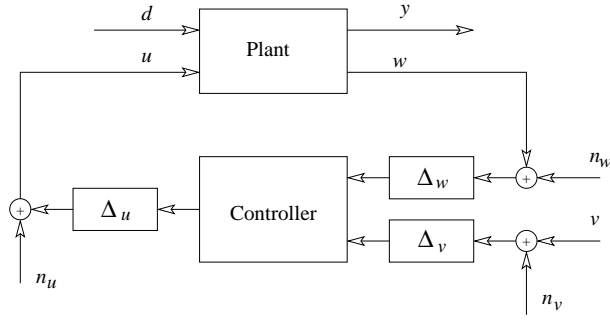 d
y
Plant
u
w
n_w
Δ_w
+
Controller
Δ_u
+
v
Δ_v
+
n_u
n_v